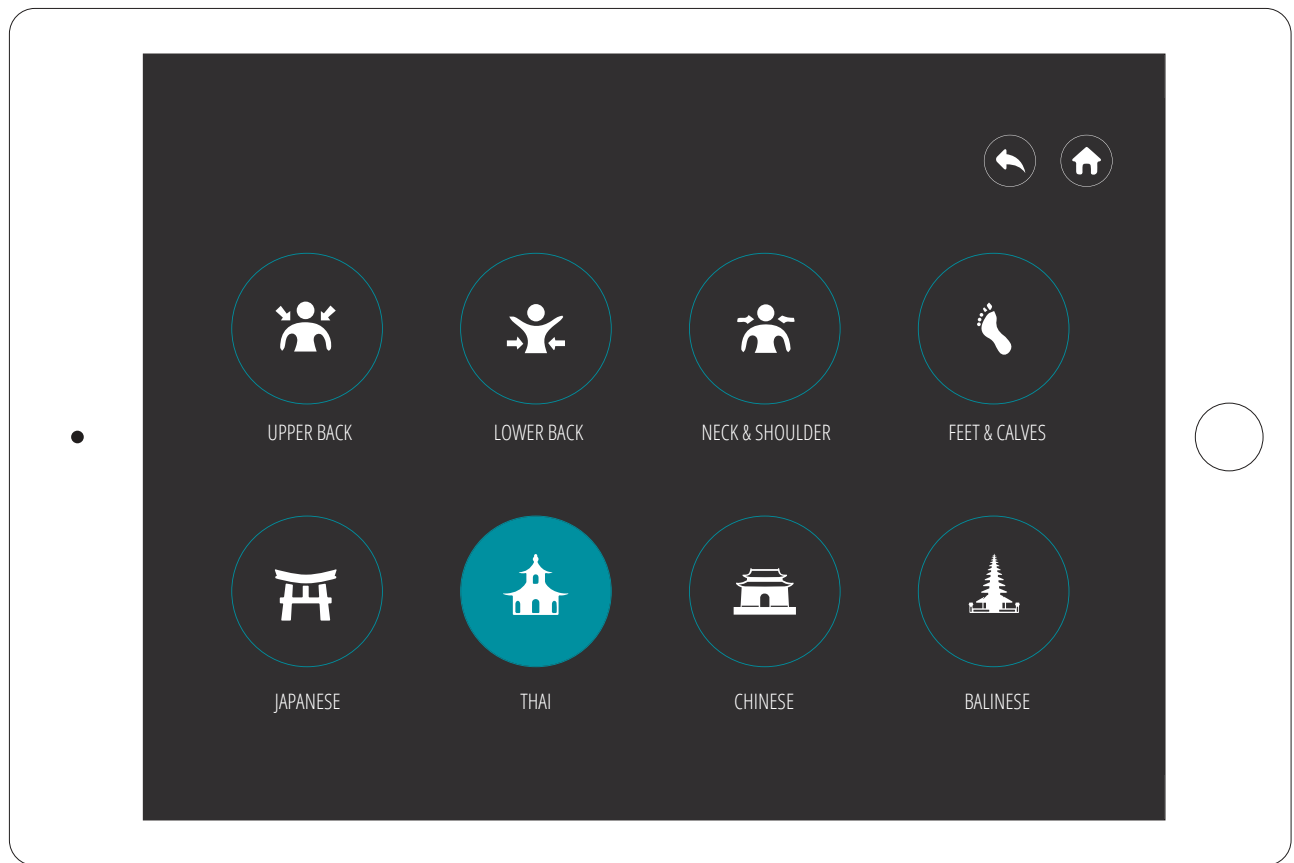 UPPER BACK
LOWER BACK
NECK & SHOULDER
FEET & CALVES
JAPANESE
THAI
CHINESE
BALINESE